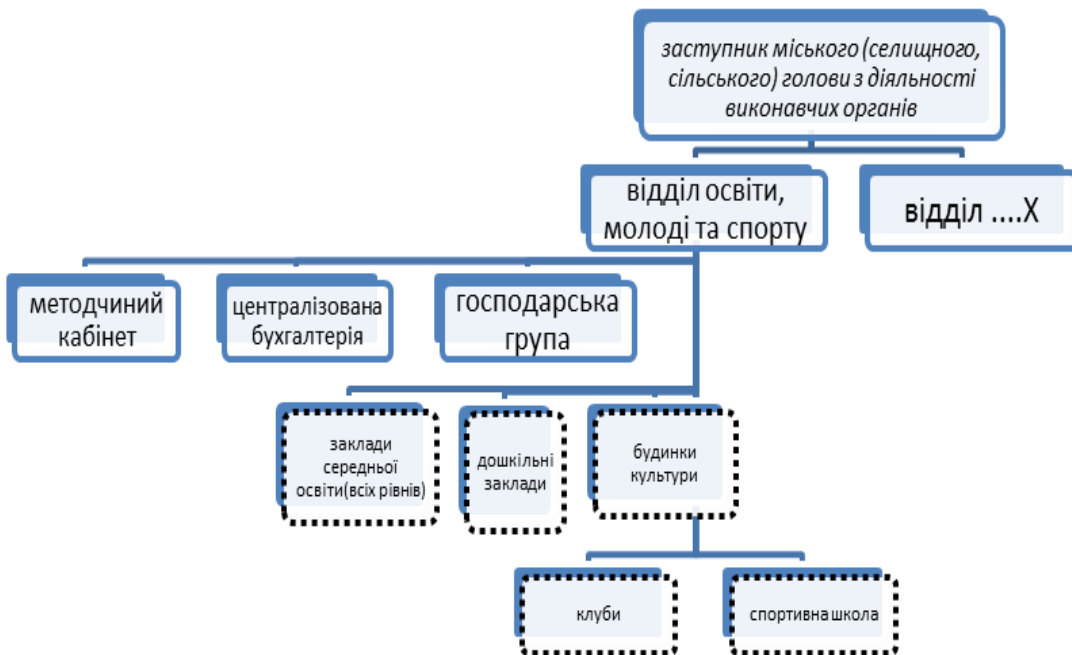 заступник міського (селищного,
сільського) голови з діяльності
виконавчих органів
відділ освіти,
молоді та спорту
відділ ....Х
методчиний
кабінет
централізована
бухгалтерія
господарська
група
заклади
середньої
освіти(всіх рівнів)
дошкільні
заклади
будинки
культури
клуби
спортивна школа